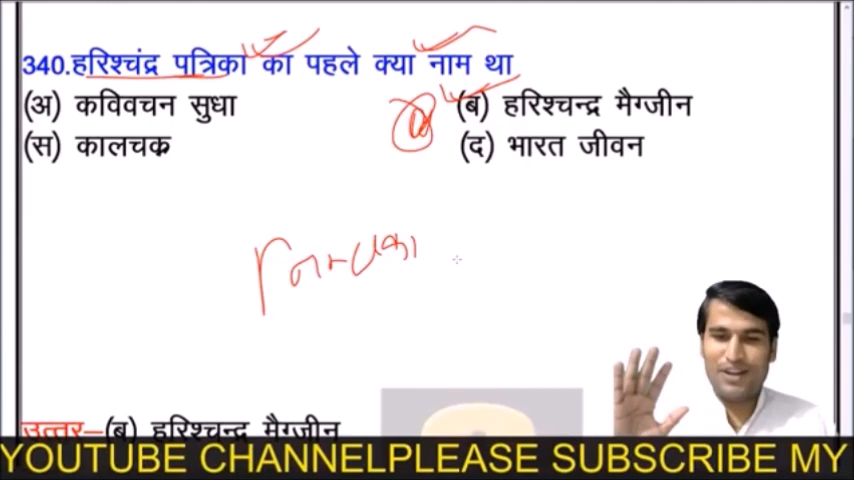 340.हरिश्चंद्र पत्रिका का पहले क्या नाम था
(अ) कविवचन सुधा (ब) हरिश्चन्द्र मैग्जीन
(स) कालचक्र (द) भारत जीवन
उत्तर–(ब) हरिश्चन्द्र मैग्जीन
YOUTUBE CHANNELPLEASE SUBSCRIBE MY